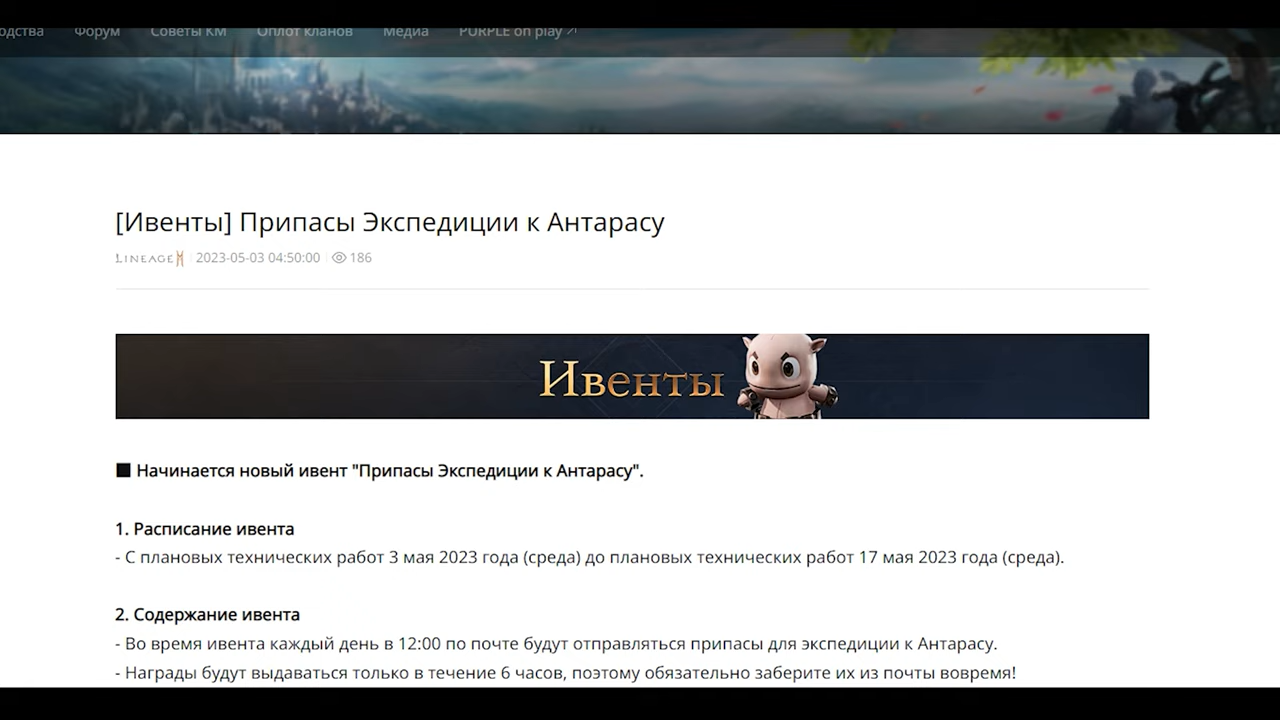 одства Форум Советы КМ Оплот кланов Медиа PURPLE on play
[Ивенты] Припасы Экспедиции к Антарасу
LINEAGE M 2023-05-03 04:50:00 186
Ивенты
■ Начинается новый ивент "Припасы Экспедиции к Антарасу".
1. Расписание ивента
- С плановых технических работ 3 мая 2023 года (среда) до плановых технических работ 17 мая 2023 года (среда).
2. Содержание ивента
- Во время ивента каждый день в 12:00 по почте будут отправляться припасы для экспедиции к Антарасу.
- Награды будут выдаваться только в течение 6 часов, поэтому обязательно заберите их из почты вовремя!